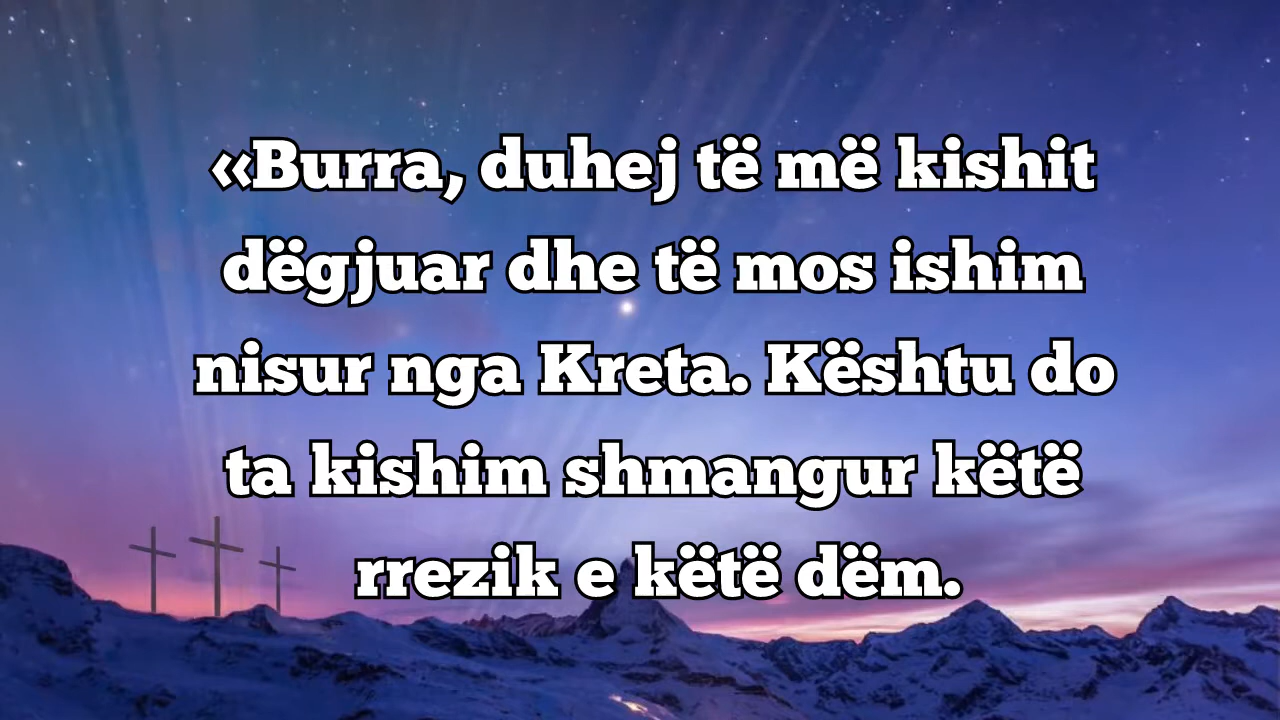 «Burra, duhej të më kishit
dëgjuar dhe të mos ishim
nisur nga Kreta. Kështu do
ta kishim shmangur këtë
rrezik e këtë dëm.